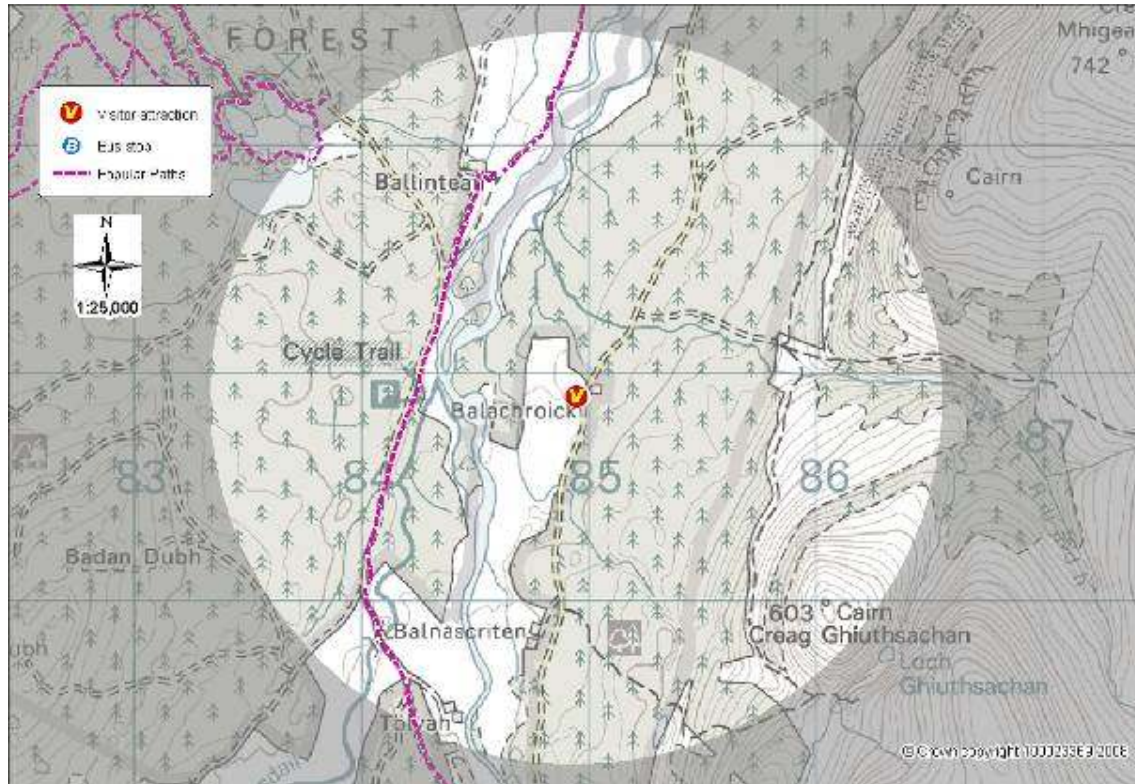 FOREST
Mhigea
742
Visitor attraction
Bus stop
Popular Paths
N
1:25,000
Cairn
Cycle Trail
P
V
Balachroick
83
84
85
86
87
Badan Dubh
603 Cairn
Creag Ghiuthsachan
Balnascriten
Loch
Ghiuthsachan
Tolvah
© Crown copyright